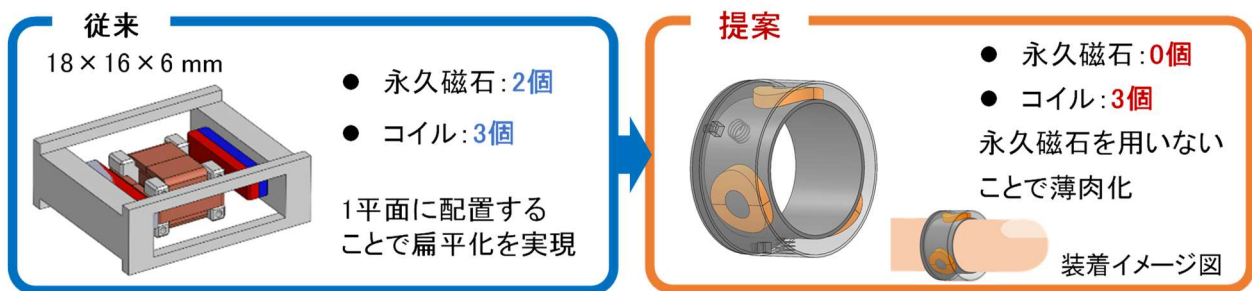 従来
18×16×6 mm
● 永久磁石:2個
● コイル:3個
1平面に配置する
ことで扁平化を実現
提案
● 永久磁石:0個
● コイル:3個
永久磁石を用いない
ことで薄肉化
装着イメージ図